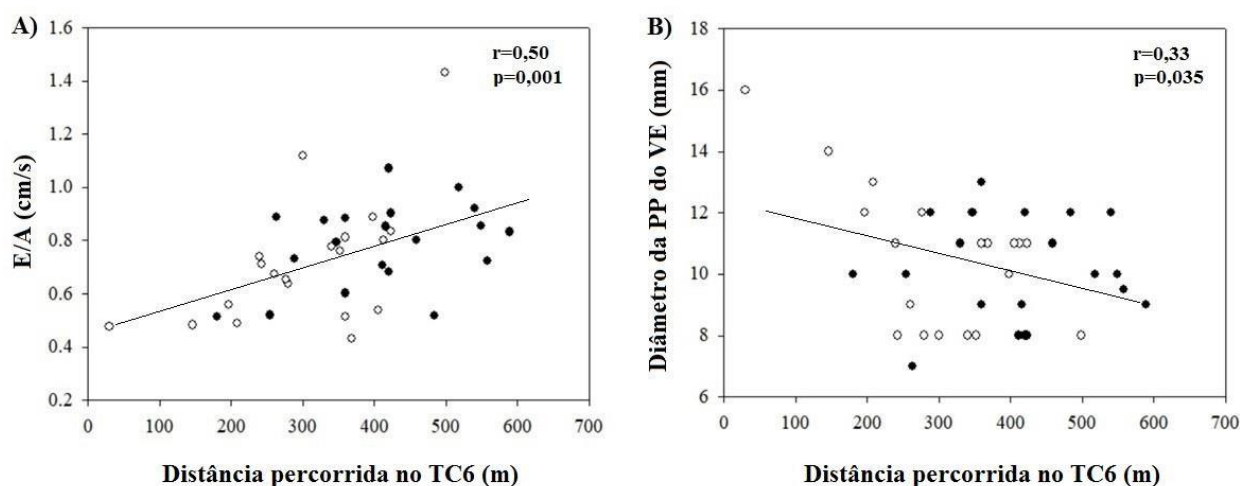 A)
r=0,50
p=0,001
E/A (cm/s)
1.6
1.4
1.2
1.0
0.8
0.6
0.4
0.2
0 100 200 300 400 500 600 700
Distância percorrida no TC6 (m)
B)
r=0,33
p=0,035
Diâmetro da PP do VE (mm)
18
16
14
12
10
8
6
0 100 200 300 400 500 600 700
Distância percorrida no TC6 (m)